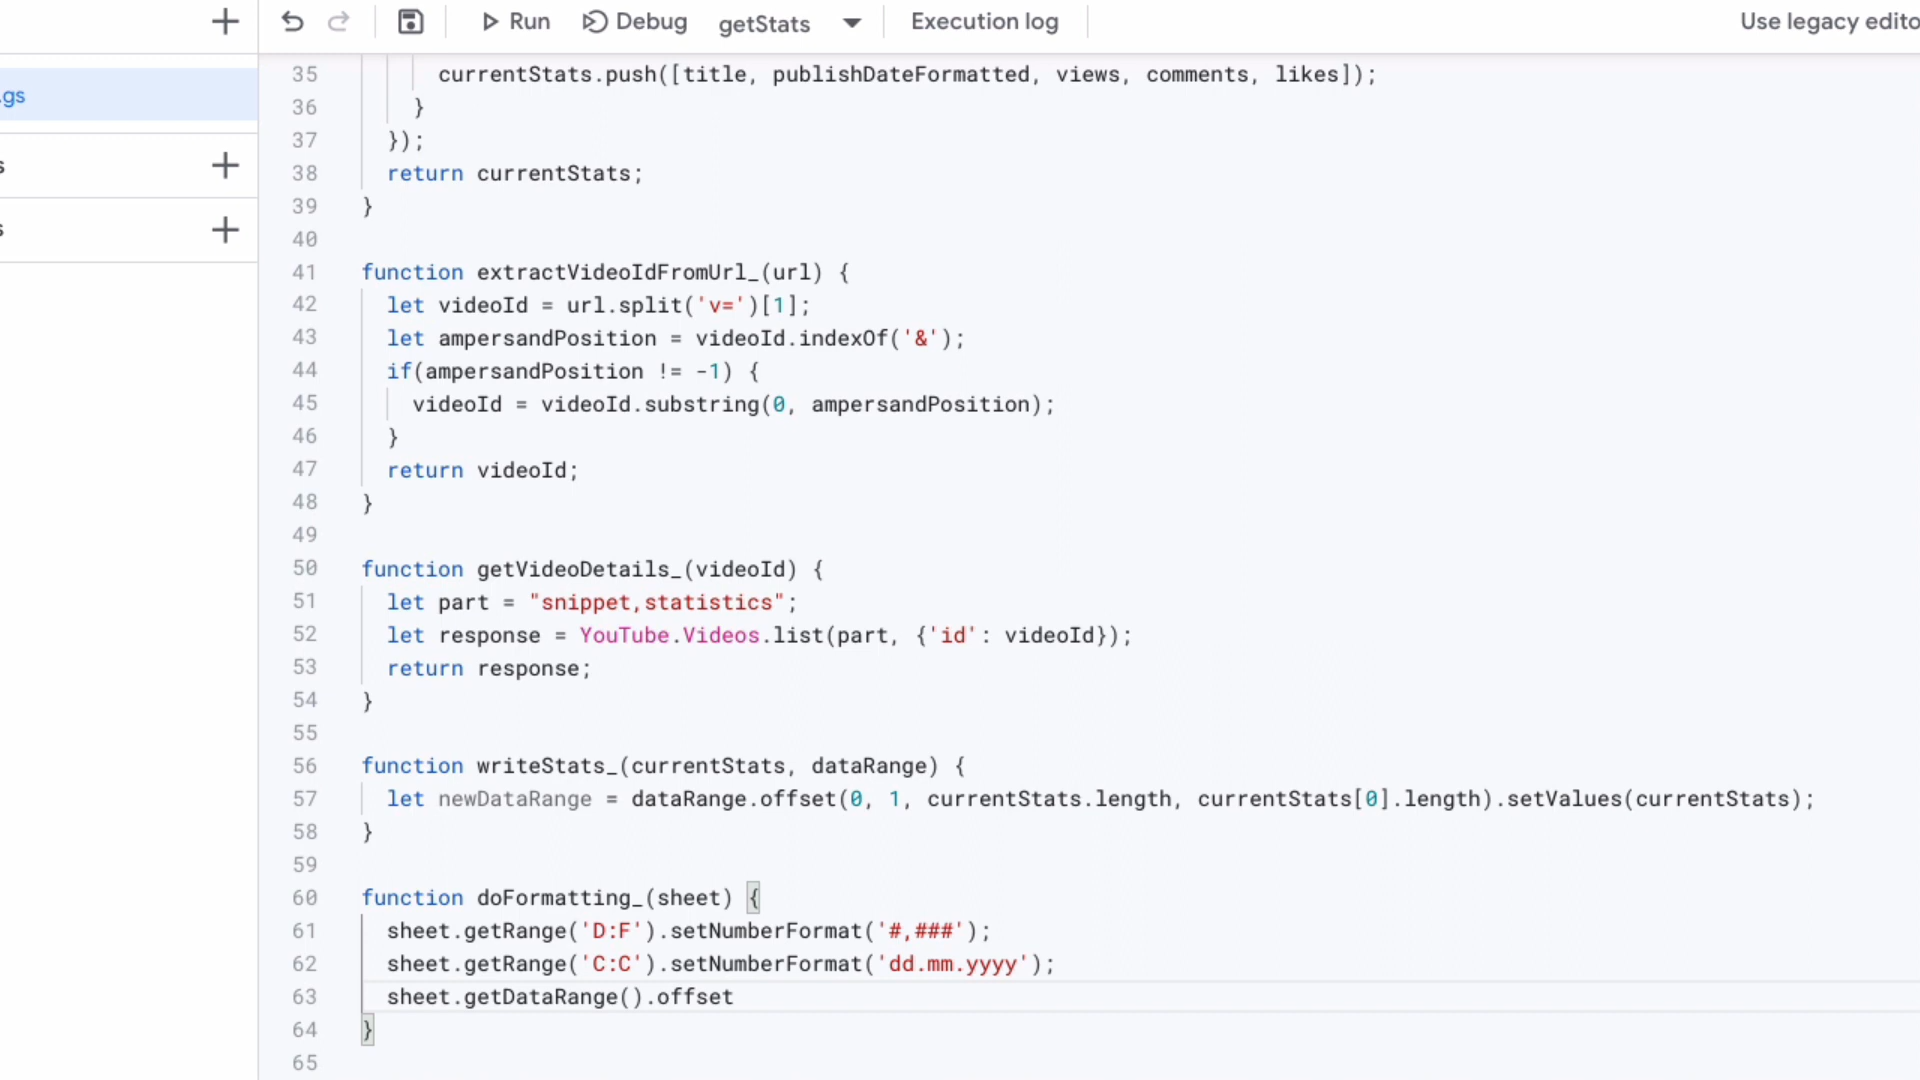 Run Debug getStats Execution log Use legacy edito
.gs
s
s
35 currentStats.push([title, publishDateFormatted, views, comments, likes]);
36 }
37 });
38 return currentStats;
39 }
40
41 function extractVideoIdFromUrl_(url) {
42 let videoId = url.split('v=')[1];
43 let ampersandPosition = videoId.indexOf('&');
44 if(ampersandPosition != -1) {
45 videoId = videoId.substring(0, ampersandPosition);
46 }
47 return videoId;
48 }
49
50 function getVideoDetails_(videoId) {
51 let part = "snippet,statistics";
52 let response = YouTube.Videos.list(part, {'id': videoId});
53 return response;
54 }
55
56 function writeStats_(currentStats, dataRange) {
57 let newDataRange = dataRange.offset(0, 1, currentStats.length, currentStats[0].length).setValues(currentStats);
58 }
59
60 function doFormatting_(sheet) {
61 sheet.getRange('D:F').setNumberFormat('#,###');
62 sheet.getRange('C:C').setNumberFormat('dd.mm.yyyy');
63 sheet.getDataRange().offset
64 }
65